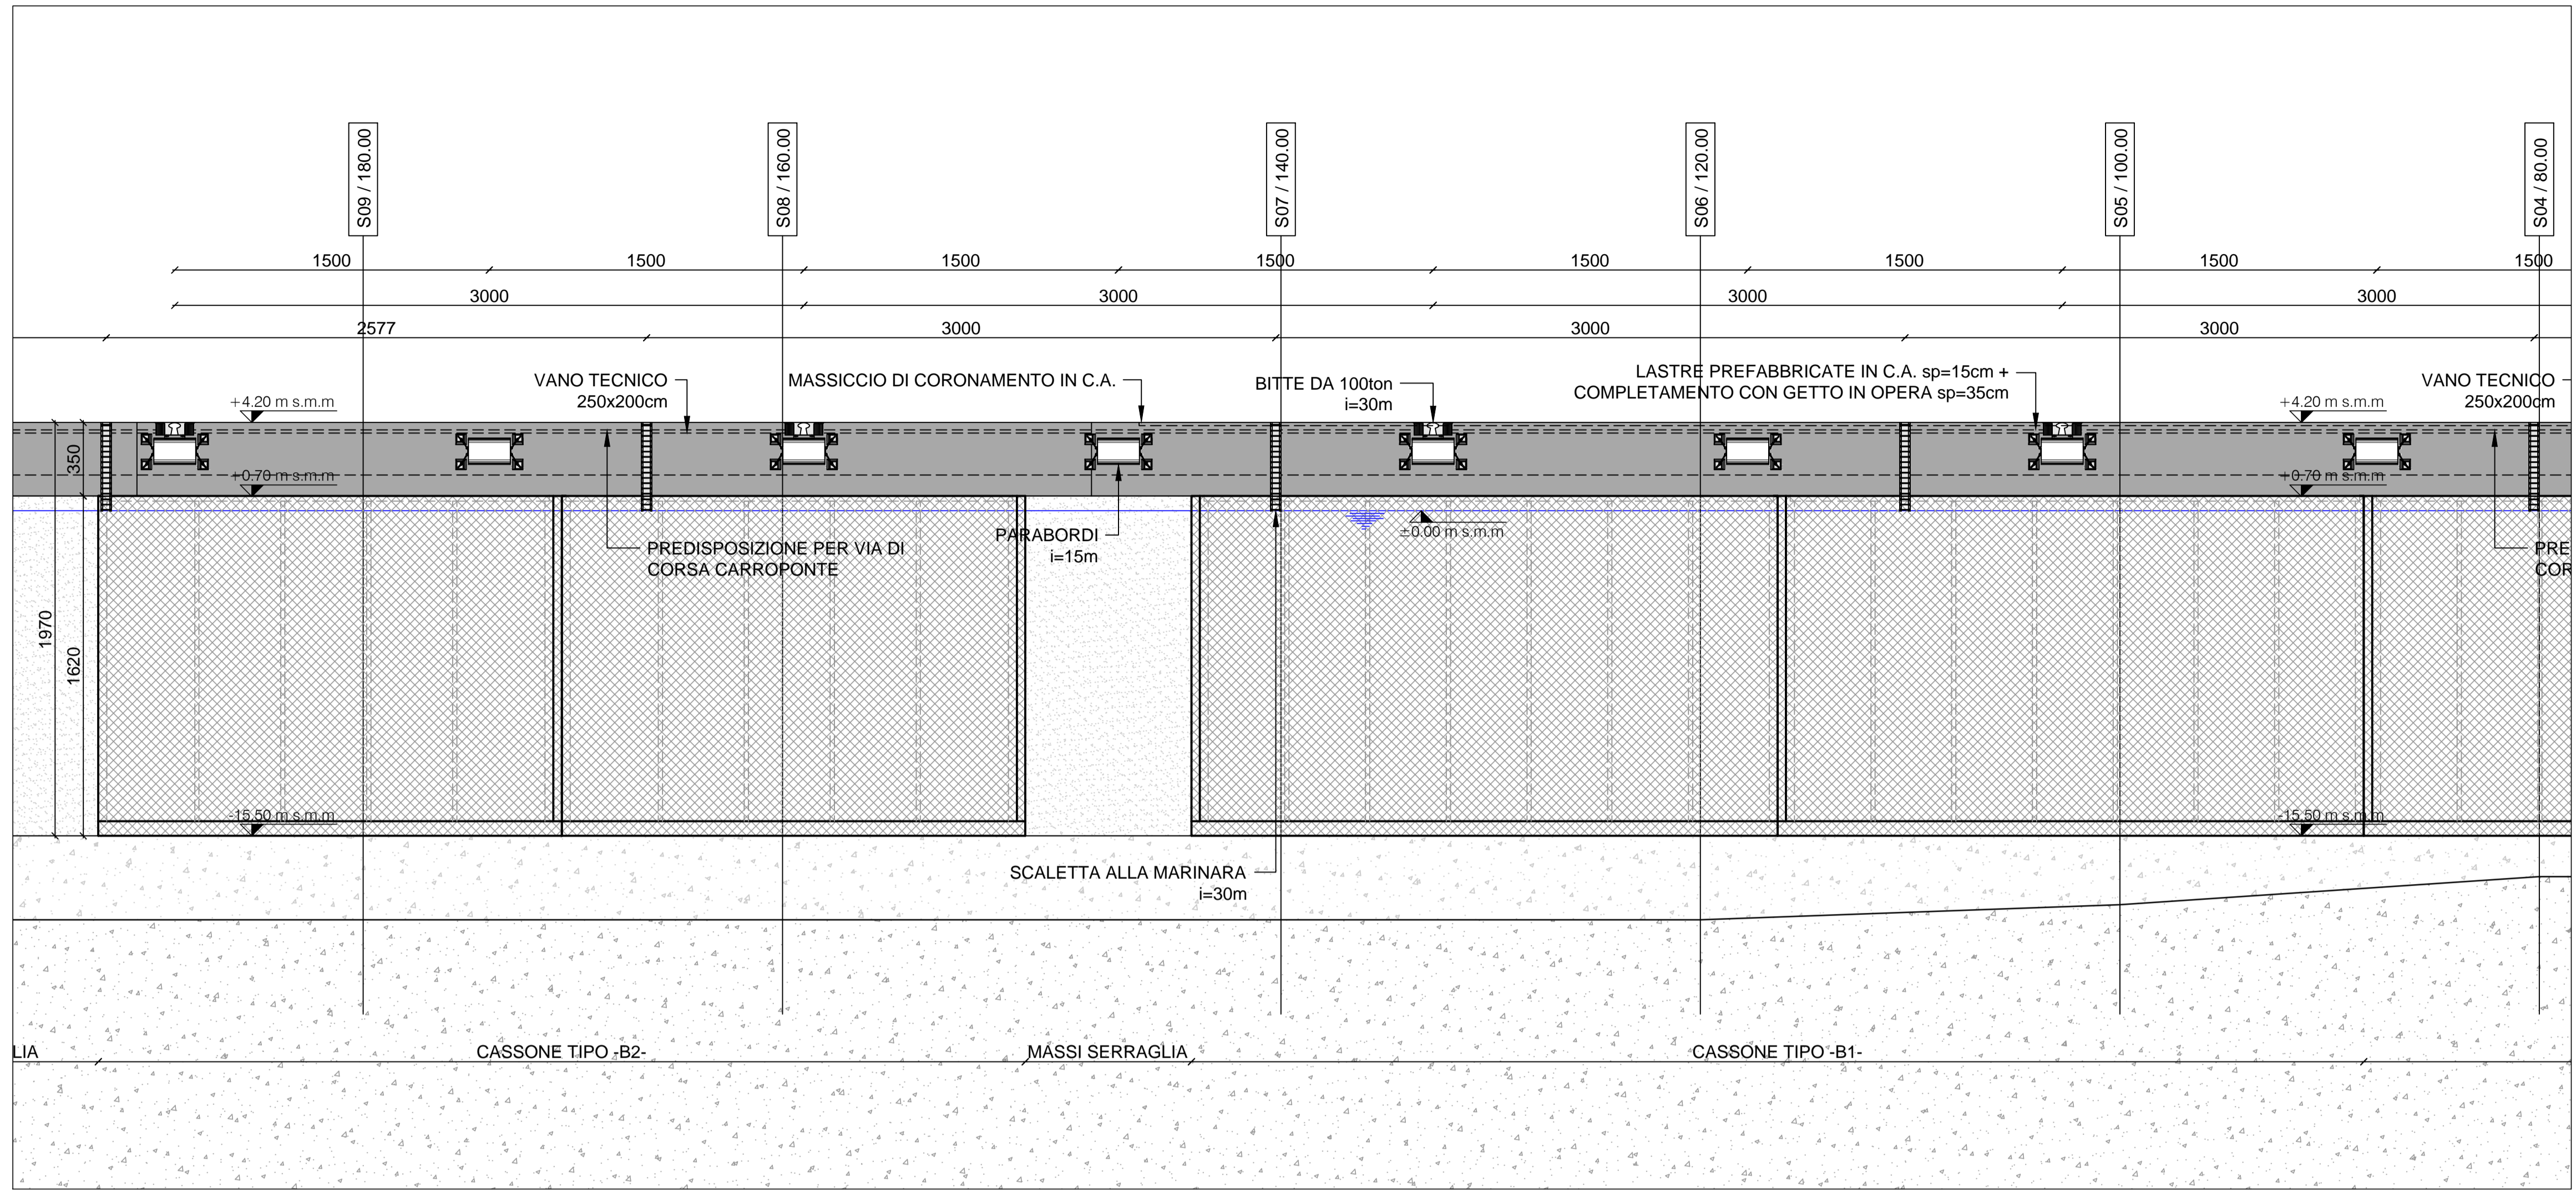 S09 / 180.00
S08 / 160.00
S07 / 140.00
S06 / 120.00
S05 / 100.00
S04 / 80.00
1500 1500 1500 1500 1500 1500 1500 1500
3000 3000 3000 3000
2577 3000 3000 3000
VANO TECNICO
250x200cm
MASSICCIO DI CORONAMENTO IN C.A.
BITTE DA 100ton
i=30m
LASTRE PREFABBRICATE IN C.A. sp=15cm +
COMPLETAMENTO CON GETTO IN OPERA sp=35cm
VANO TECNICO
250x200cm
+4.20 m s.m.m
+4.20 m s.m.m
350
+0.70 m s.m.m
+0.70 m s.m.m
PARABORDI
i=15m
±0.00 m s.m.m
PREDISPOSIZIONE PER VIA DI
CORSA CARROPONTE
PRE
COR
1970
1620
-15.50 m s.m.m
-15.50 m s.m.m
SCALETTA ALLA MARINARA
i=30m
LIA
CASSONE TIPO -B2-
MASSI SERRAGLIA
CASSONE TIPO -B1-